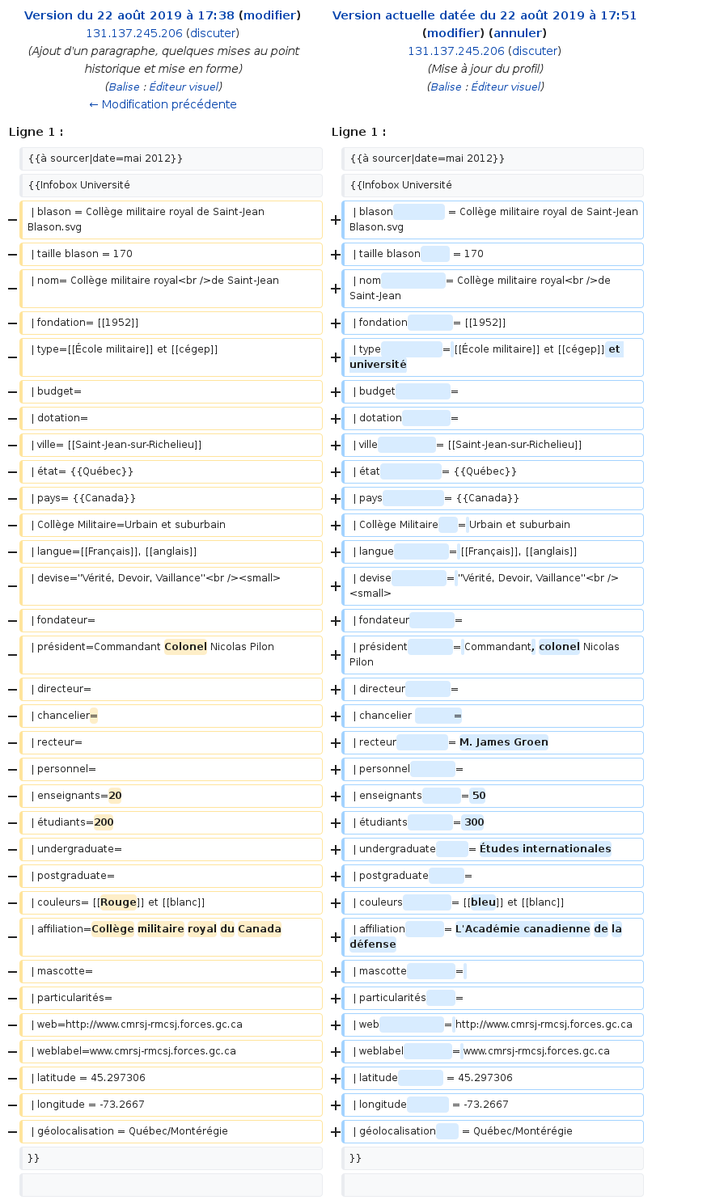 Version du 22 août 2019 à 17:38 (modifier)
131.137.245.206 (discuter)
(Ajout d'un paragraphe, quelques mises au point
historique et mise en forme)
(Balise : Éditeur visuel)
← Modification précédente
Version actuelle datée du 22 août 2019 à 17:51
(modifier) (annuler)
131.137.245.206 (discuter)
(Mise à jour du profil)
(Balise : Éditeur visuel)
Ligne 1 :
Ligne 1 :
{{à sourcer|date=mai 2012}}
{{à sourcer|date=mai 2012}}
{{Infobox Université
{{Infobox Université
− | blason = Collège militaire royal de Saint-Jean
Blason.svg
+ | blason = Collège militaire royal de Saint-Jean
Blason.svg
− | taille blason = 170
+ | taille blason = 170
− | nom= Collège militaire royal<br />de Saint-Jean
+ | nom = Collège militaire royal<br />de
Saint-Jean
− | fondation= [[1952]]
+ | fondation = [[1952]]
− | type=[[École militaire]] et [[cégep]]
+ | type = [[École militaire]] et [[cégep]] et
université
− | budget=
+ | budget =
− | dotation=
+ | dotation =
− | ville= [[Saint-Jean-sur-Richelieu]]
+ | ville = [[Saint-Jean-sur-Richelieu]]
− | état= {{Québec}}
+ | état = {{Québec}}
− | pays= {{Canada}}
+ | pays = {{Canada}}
− | Collège Militaire=Urbain et suburbain
+ | Collège Militaire = Urbain et suburbain
− | langue=[[Français]], [[anglais]]
+ | langue = [[Français]], [[anglais]]
− | devise="Vérité, Devoir, Vaillance"<br /><small>
+ | devise = "Vérité, Devoir, Vaillance"<br />
<small>
− | fondateur=
+ | fondateur =
− | président=Commandant Colonel Nicolas Pilon
+ | président = Commandant, colonel Nicolas
Pilon
− | directeur=
+ | directeur =
− | chancelier=
+ | chancelier =
− | recteur=
+ | recteur = M. James Groen
− | personnel=
+ | personnel =
− | enseignants=20
+ | enseignants = 50
− | étudiants=200
+ | étudiants = 300
− | undergraduate=
+ | undergraduate = Études internationales
− | postgraduate=
+ | postgraduate =
− | couleurs= [[Rouge]] et [[blanc]]
+ | couleurs = [[bleu]] et [[blanc]]
− | affiliation=Collège militaire royal du Canada
+ | affiliation = L'Académie canadienne de la
défense
− | mascotte=
+ | mascotte =
− | particularités=
+ | particularités =
− | web=http://www.cmrsj-rmcsj.forces.gc.ca
+ | web = http://www.cmrsj-rmcsj.forces.gc.ca
− | weblabel=www.cmrsj-rmcsj.forces.gc.ca
+ | weblabel = www.cmrsj-rmcsj.forces.gc.ca
− | latitude = 45.297306
+ | latitude = 45.297306
− | longitude = -73.2667
+ | longitude = -73.2667
− | géolocalisation = Québec/Montérégie
+ | géolocalisation = Québec/Montérégie
}}
}}